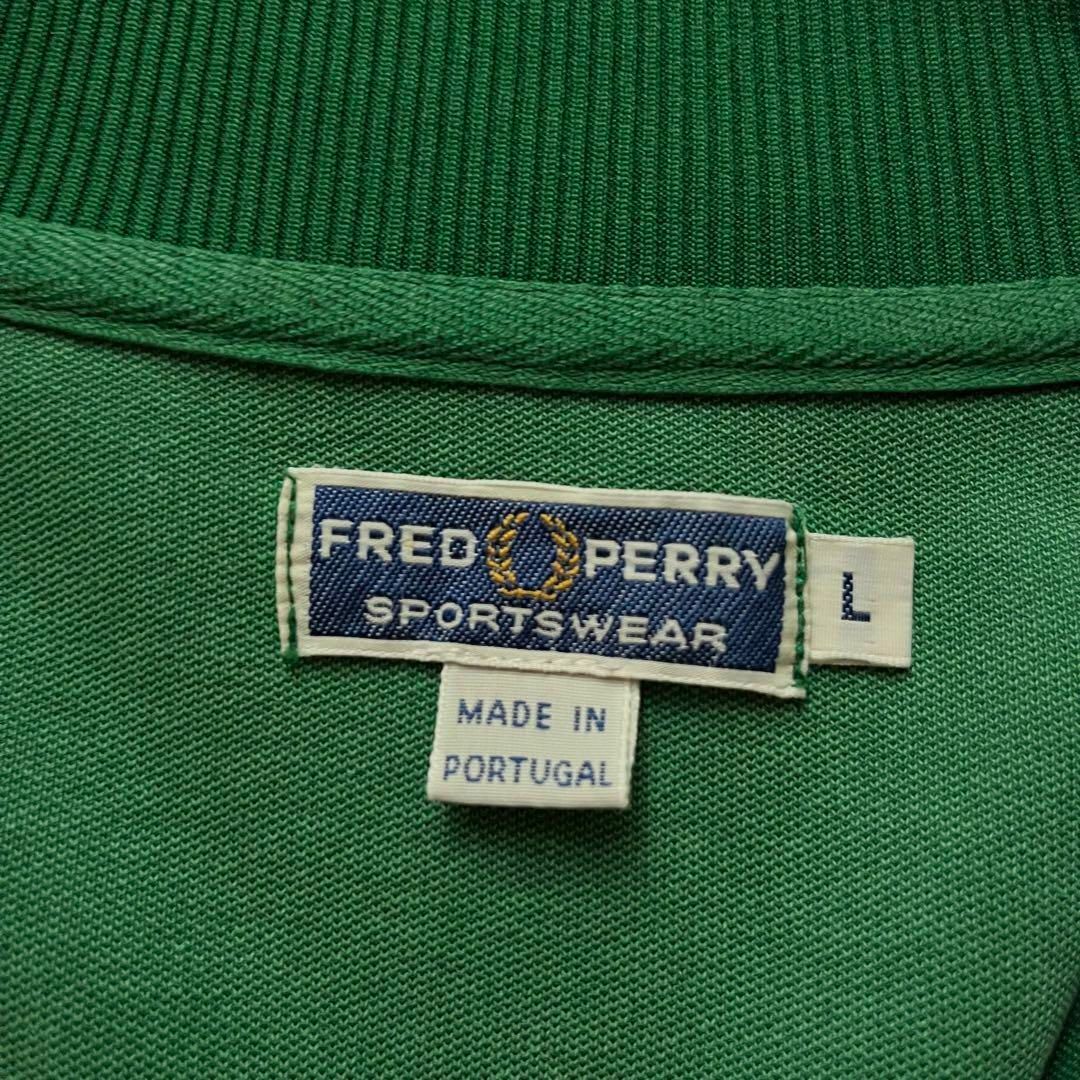 FRED PERRY
SPORTSWEAR
L
MADE IN
PORTUGAL